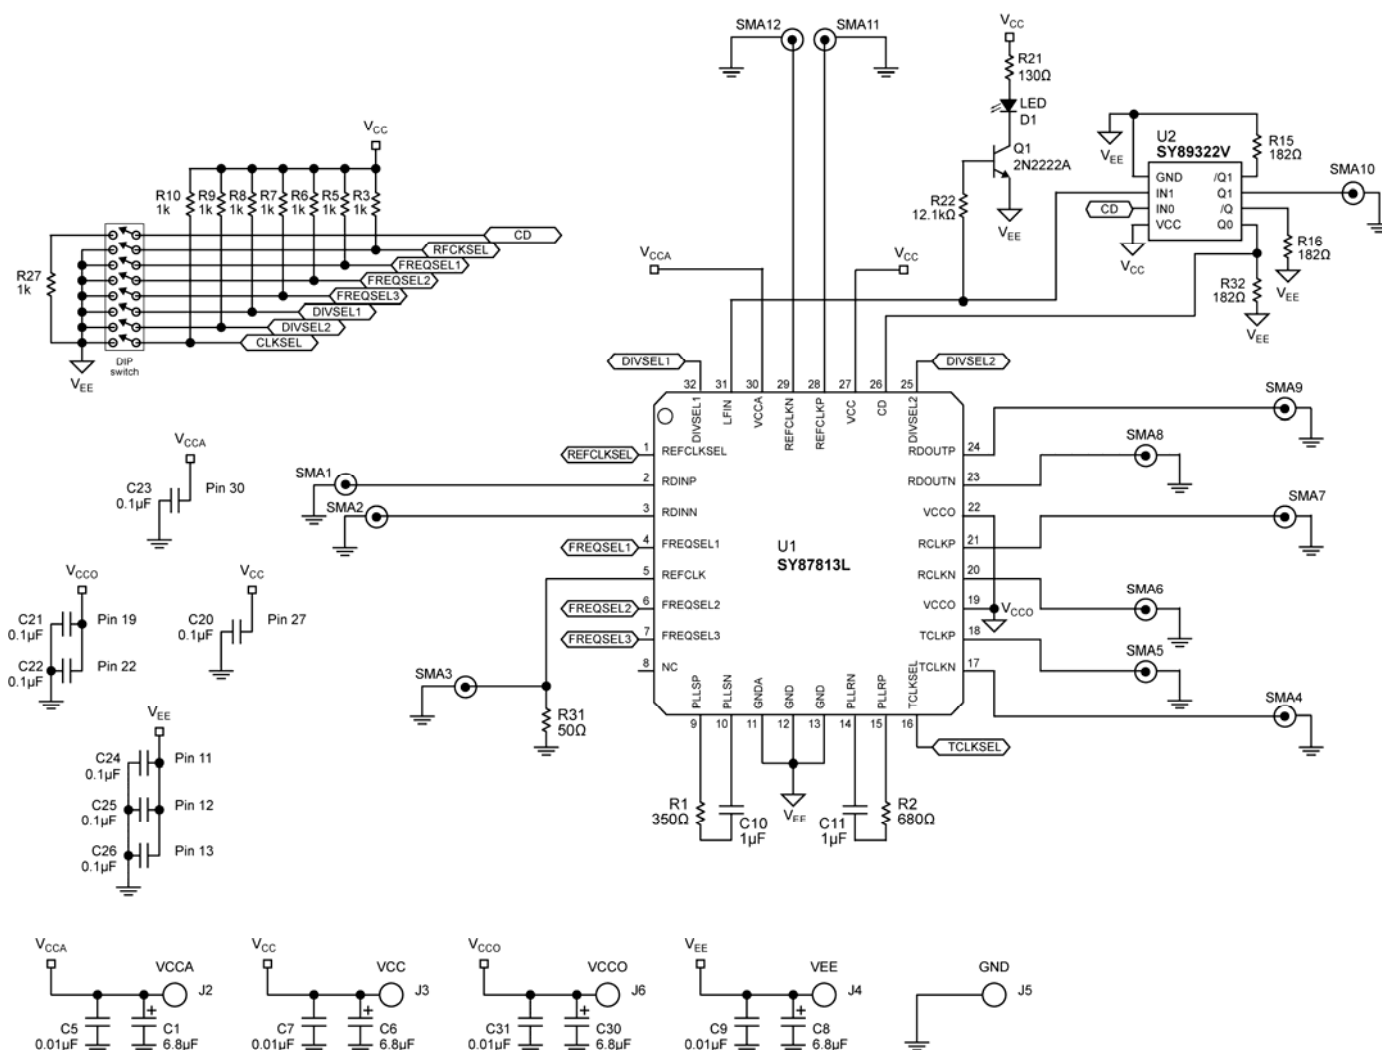 SMA12
SMA11
VCC
R21
130Ω
LED
D1
Q1
2N2222A
VEE
R22
12.1kΩ
VEE
U2
SY89322V
R15
182Ω
GND
/Q1
IN1
Q1
CD
IN0
/Q
VCC
Q0
SMA10
VCC
R16
182Ω
VEE
R32
182Ω
VEE
VCC
R10
1k
R9
1k
R8
1k
R7
1k
R6
1k
R5
1k
R3
1k
CD
RFCKSEL
FREQSEL1
FREQSEL2
FREQSEL3
DIVSEL1
DIVSEL2
CLKSEL
R27
1k
VEE
DIP
switch
VCCA
VCC
DIVSEL1
DIVSEL2
32
31
30
29
28
27
26
25
DIVSEL1
LFIN
VCCA
REFCLKN
REFCLKP
VCC
CD
DIVSEL2
REFCLKSEL
1
REFCLKSEL
SMA1
2
RDINP
SMA2
3
RDINN
FREQSEL1
4
FREQSEL1
5
REFCLK
FREQSEL2
6
FREQSEL2
FREQSEL3
7
FREQSEL3
8
NC
U1
SY87813L
RDOUTP
24
SMA9
RDOUTN
23
SMA8
VCCO
22
RCLKP
21
SMA7
RCLKN
20
SMA6
VCCO
19
VCCO
TCLKP
18
SMA5
TCLKN
17
SMA4
PLLSP
PLLSN
GNDA
GND
GND
PLLRN
PLLRP
TCLKSEL
9
10
11
12
13
14
15
16
TCLKSEL
SMA3
R31
50Ω
R1
350Ω
C10
1µF
VEE
C11
1µF
R2
680Ω
VCCA
C23
0.1µF
Pin 30
VCCO
C21
0.1µF
Pin 19
C22
0.1µF
Pin 22
VCC
C20
0.1µF
Pin 27
VEE
C24
0.1µF
Pin 11
C25
0.1µF
Pin 12
C26
0.1µF
Pin 13
VCCA
VCCA
J2
C5
0.01µF
+
C1
6.8µF
VCC
VCC
J3
C7
0.01µF
+
C6
6.8µF
VCCO
VCCO
J6
C31
0.01µF
+
C30
6.8µF
VEE
VEE
J4
C9
0.01µF
+
C8
6.8µF
GND
J5